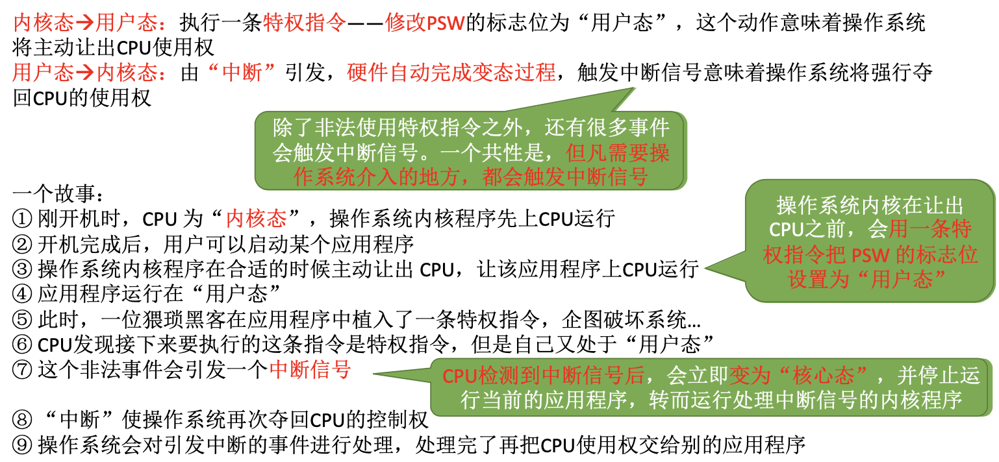 内核态→用户态：执行一条特权指令——修改PSW的标志位为“用户态”，这个动作意味着操作系统
将主动让出CPU使用权
用户态→内核态：由“中断”引发，硬件自动完成变态过程，触发中断信号意味着操作系统将强行夺
回CPU的使用权
除了非法使用特权指令之外，还有很多事件
会触发中断信号。一个共性是，但凡需要操
作系统介入的地方，都会触发中断信号
一个故事：
① 刚开机时，CPU 为“内核态”，操作系统内核程序先上CPU运行
② 开机完成后，用户可以启动某个应用程序
③ 操作系统内核程序在合适的时候主动让出 CPU，让该应用程序上CPU运行
操作系统内核在让出
CPU之前，会用一条特
权指令把 PSW 的标志位
设置为“用户态”
④ 应用程序运行在“用户态”
⑤ 此时，一位猥琐黑客在应用程序中植入了一条特权指令，企图破坏系统...
⑥ CPU发现接下来要执行的这条指令是特权指令，但是自己又处于“用户态”
⑦ 这个非法事件会引发一个中断信号
CPU检测到中断信号后，会立即变为“核心态”，并停止运
行当前的应用程序，转而运行处理中断信号的内核程序
⑧ “中断”使操作系统再次夺回CPU的控制权
⑨ 操作系统会对引发中断的事件进行处理，处理完了再把CPU使用权交给别的应用程序